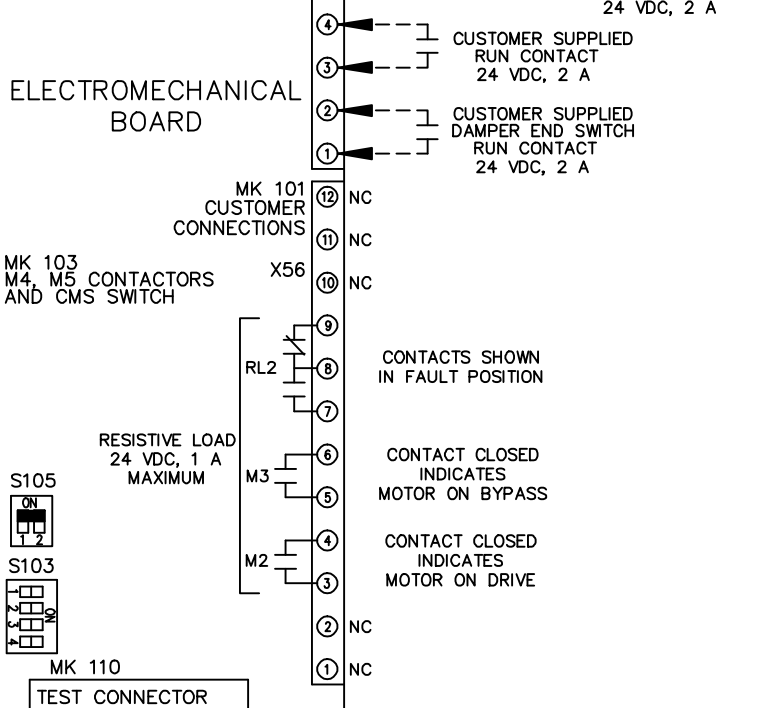 24 VDC, 2 A
4
CUSTOMER SUPPLIED
RUN CONTACT
24 VDC, 2 A
3
ELECTROMECHANICAL
BOARD
2
CUSTOMER SUPPLIED
DAMPER END SWITCH
RUN CONTACT
24 VDC, 2 A
1
MK 101
CUSTOMER
CONNECTIONS
12 NC
11 NC
X56
10 NC
MK 103
M4, M5 CONTACTORS
AND CMS SWITCH
9
RL2
8
7
CONTACTS SHOWN
IN FAULT POSITION
RESISTIVE LOAD
24 VDC, 1 A
MAXIMUM
6
M3
5
CONTACT CLOSED
INDICATES
MOTOR ON BYPASS
S105
ON
1 2
4
M2
3
CONTACT CLOSED
INDICATES
MOTOR ON DRIVE
S103
1
2
3
4
ON
2 NC
1 NC
MK 110
TEST CONNECTOR